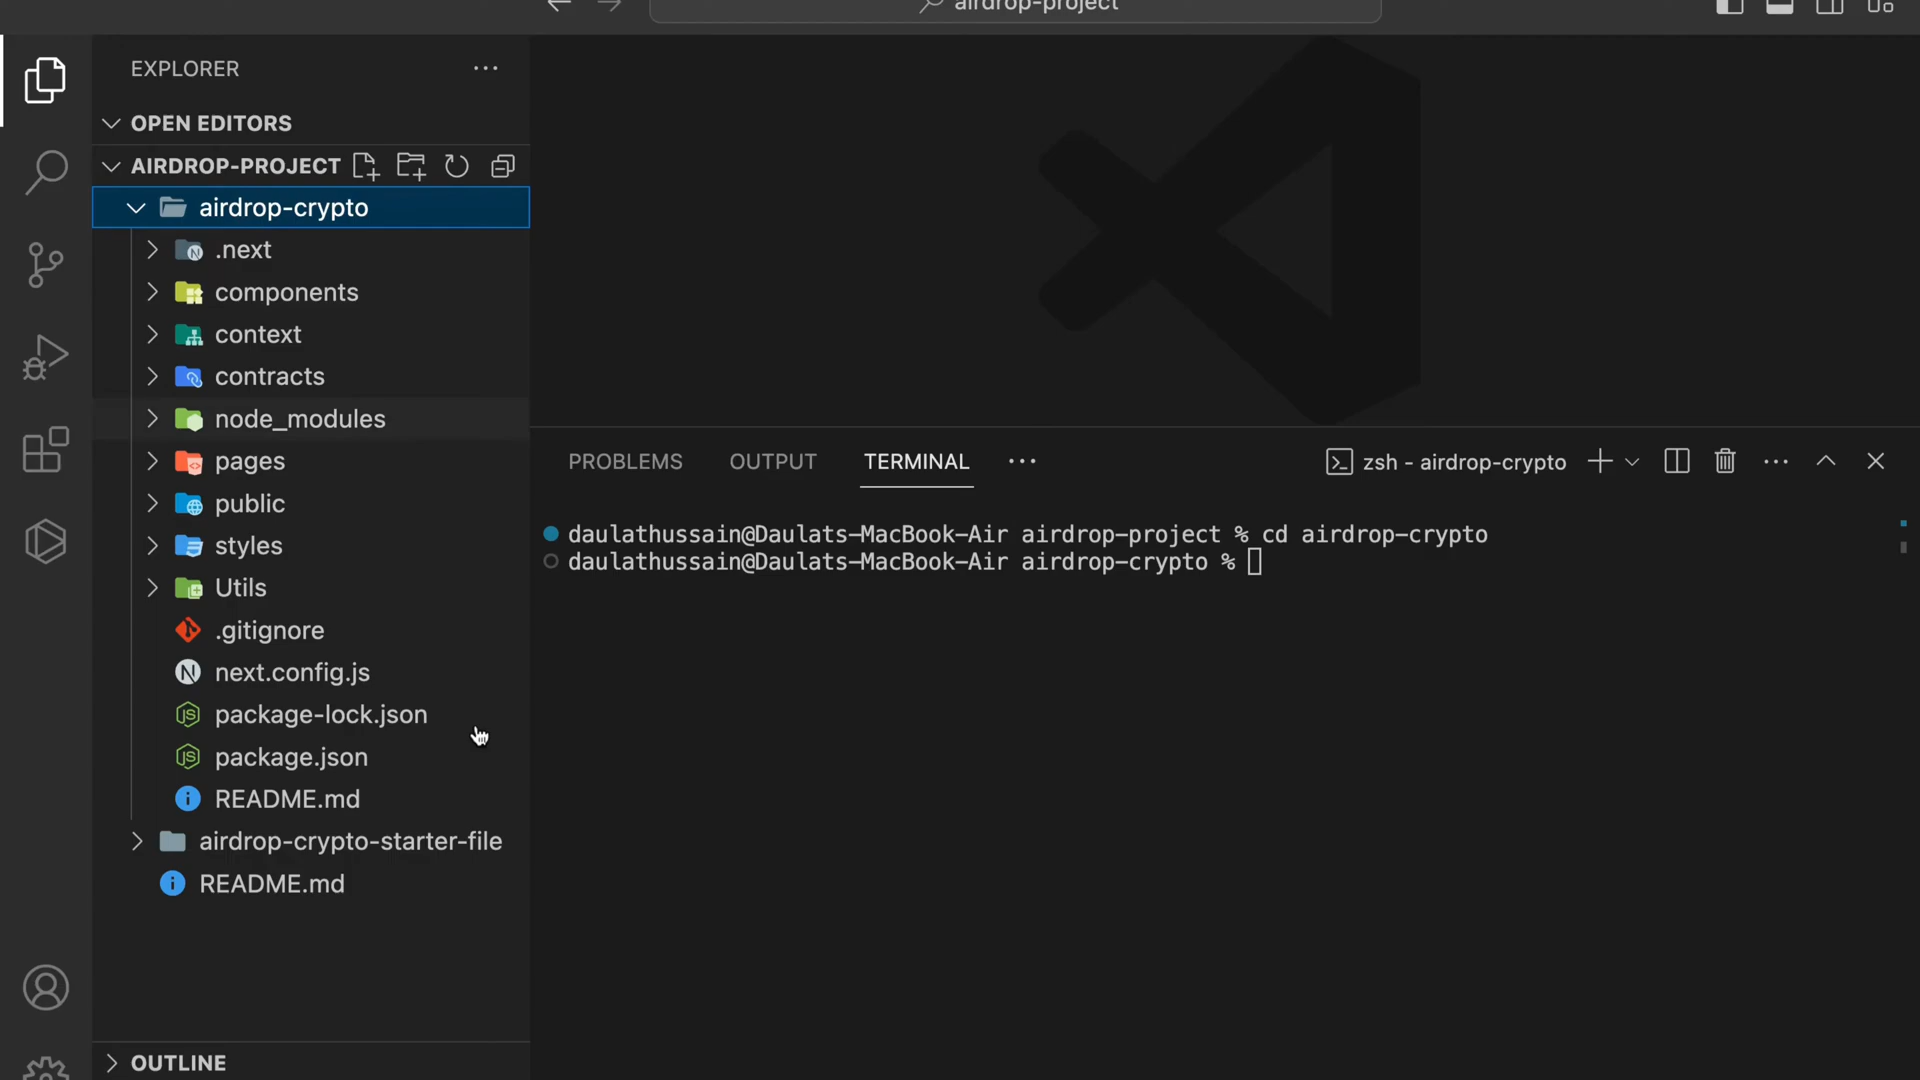 airdrop-project
EXPLORER
OPEN EDITORS
AIRDROP-PROJECT
airdrop-crypto
.next
components
context
contracts
node_modules
pages
public
styles
Utils
.gitignore
next.config.js
package-lock.json
package.json
README.md
airdrop-crypto-starter-file
README.md
OUTLINE
PROBLEMS OUTPUT TERMINAL
zsh - airdrop-crypto
daulathussain@Daulats-MacBook-Air airdrop-project % cd airdrop-crypto
daulathussain@Daulats-MacBook-Air airdrop-crypto %